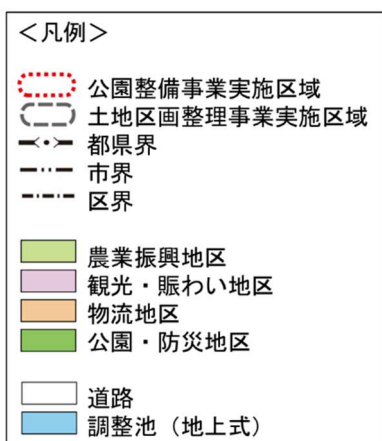 ＜凡例＞
公園整備事業実施区域
土地区画整理事業実施区域
都県界
市界
区界
農業振興地区
観光・賑わい地区
物流地区
公園・防災地区
道路
調整池（地上式）